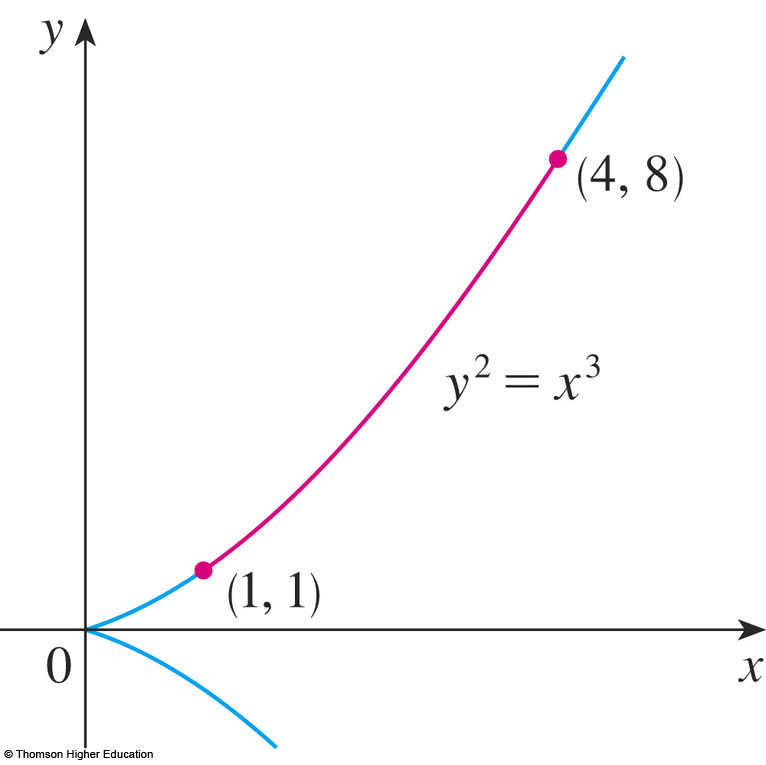 y
(4, 8)
y² = x³
(1, 1)
0
x
© Thomson Higher Education